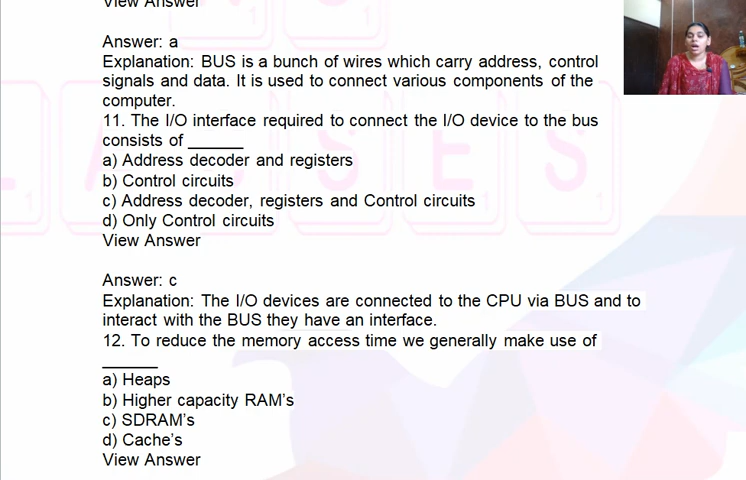 View Answer
Answer: a
Explanation: BUS is a bunch of wires which carry address, control
signals and data. It is used to connect various components of the
computer.
11. The I/O interface required to connect the I/O device to the bus
consists of ______
a) Address decoder and registers
b) Control circuits
c) Address decoder, registers and Control circuits
d) Only Control circuits
View Answer
Answer: c
Explanation: The I/O devices are connected to the CPU via BUS and to
interact with the BUS they have an interface.
12. To reduce the memory access time we generally make use of
______
a) Heaps
b) Higher capacity RAM’s
c) SDRAM’s
d) Cache’s
View Answer